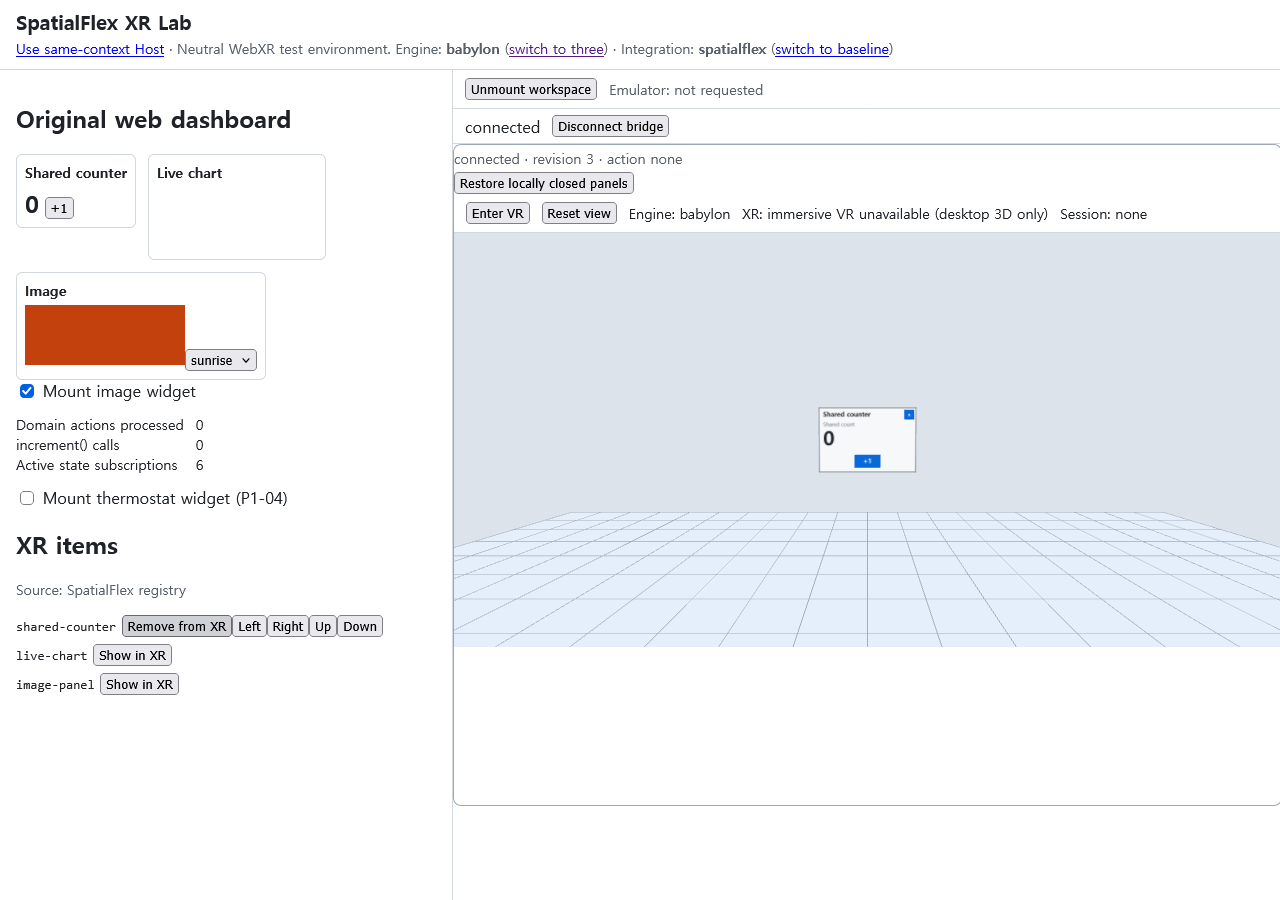 SpatialFlex XR Lab
Use same-context Host · Neutral WebXR test environment. Engine: babylon (switch to three) · Integration: spatialflex (switch to baseline)
Original web dashboard
Shared counter
0 +1
Live chart
Image
sunrise
Mount image widget
Domain actions processed 0
increment() calls 0
Active state subscriptions 6
Mount thermostat widget (P1-04)
XR items
Source: SpatialFlex registry
shared-counter Remove from XR Left Right Up Down
live-chart Show in XR
image-panel Show in XR
Unmount workspace Emulator: not requested
connected Disconnect bridge
connected · revision 3 · action none
Restore locally closed panels
Enter VR Reset view Engine: babylon XR: immersive VR unavailable (desktop 3D only) Session: none
Shared counter
Shared count
0
+1